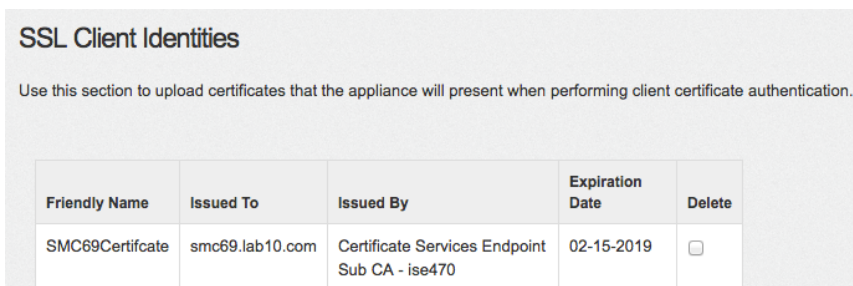 SSL Client Identities
Use this section to upload certificates that the appliance will present when performing client certificate authentication.
Friendly Name Issued To Issued By Expiration Date Delete
SMC69Certifcate smc69.lab10.com Certificate Services Endpoint 02-15-2019
Sub CA - ise470